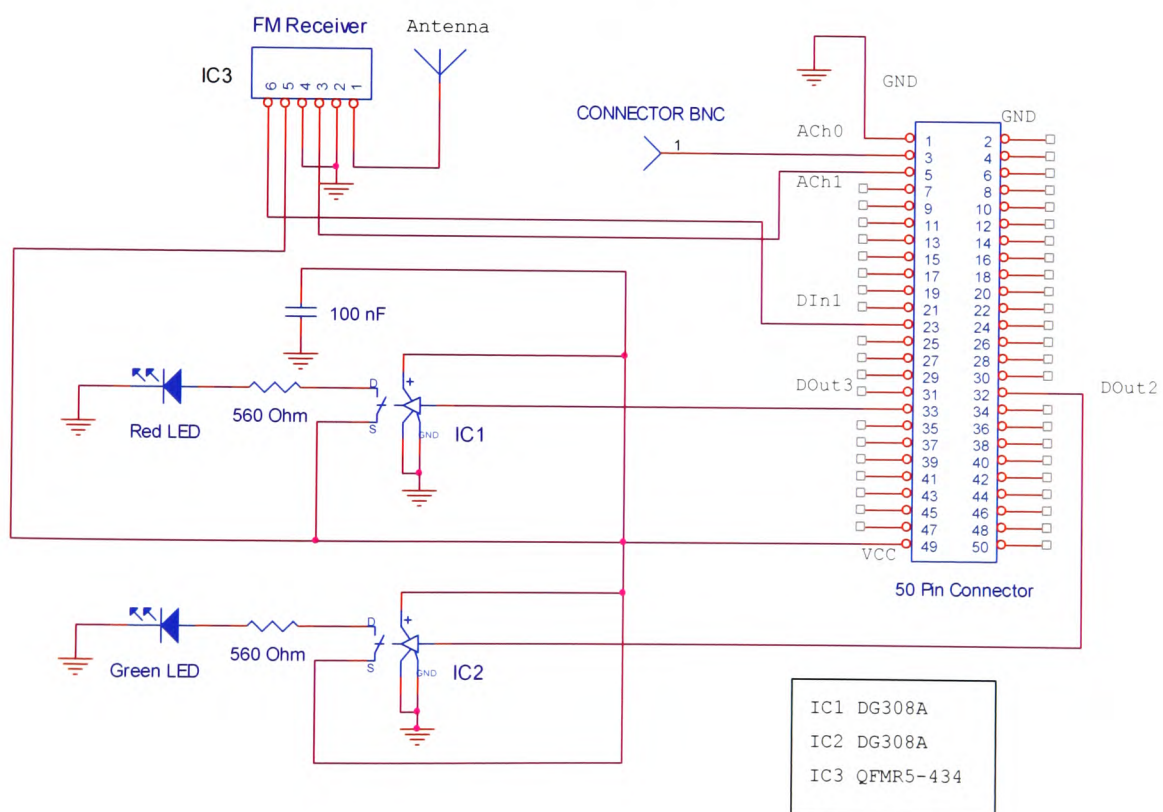 FM Receiver
Antenna
IC3
6 5 4 3 2 1
GND
CONNECTOR BNC
1
ACh0
GND
ACh1
1 2
3 4
5 6
7 8
9 10
11 12
13 14
15 16
17 18
19 20
21 22
23 24
25 26
27 28
29 30
31 32
33 34
35 36
37 38
39 40
41 42
43 44
45 46
47 48
49 50
DIn1
100 nF
DOut3
DOut2
D
+
S
GND
560 Ohm
Red LED
IC1
VCC
50 Pin Connector
D
+
S
GND
560 Ohm
Green LED
IC2
IC1 DG308A
IC2 DG308A
IC3 QFMR5-434